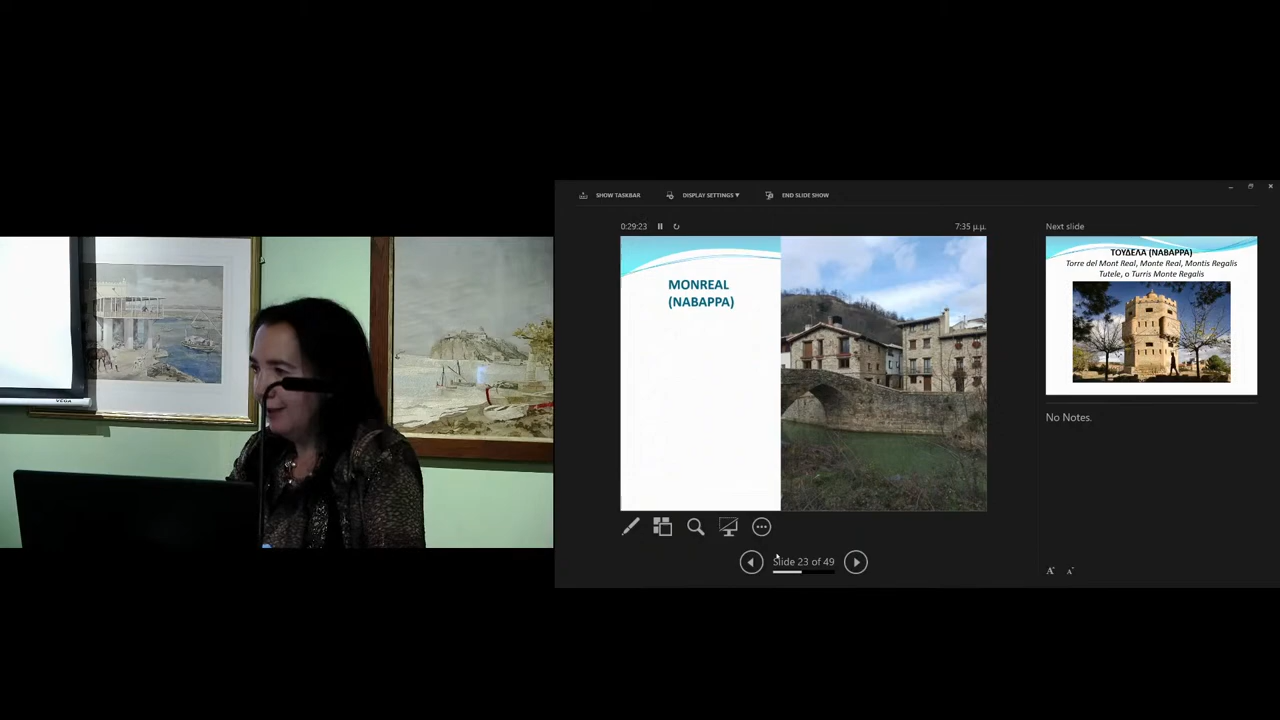 SHOW TASKBAR
DISPLAY SETTINGS ▾
END SLIDE SHOW
0:29:23
7:35 μ.μ.
MONREAL
(ΝΑΒΑΡΡΑ)
Slide 23 of 49
Next slide
ΤΟΥΔΕΛΑ (ΝΑΒΑΡΡΑ)
Torre del Mont Real, Monte Real, Montis Regalis
Tutele, o Turris Monte Regalis
No Notes.
VEGA